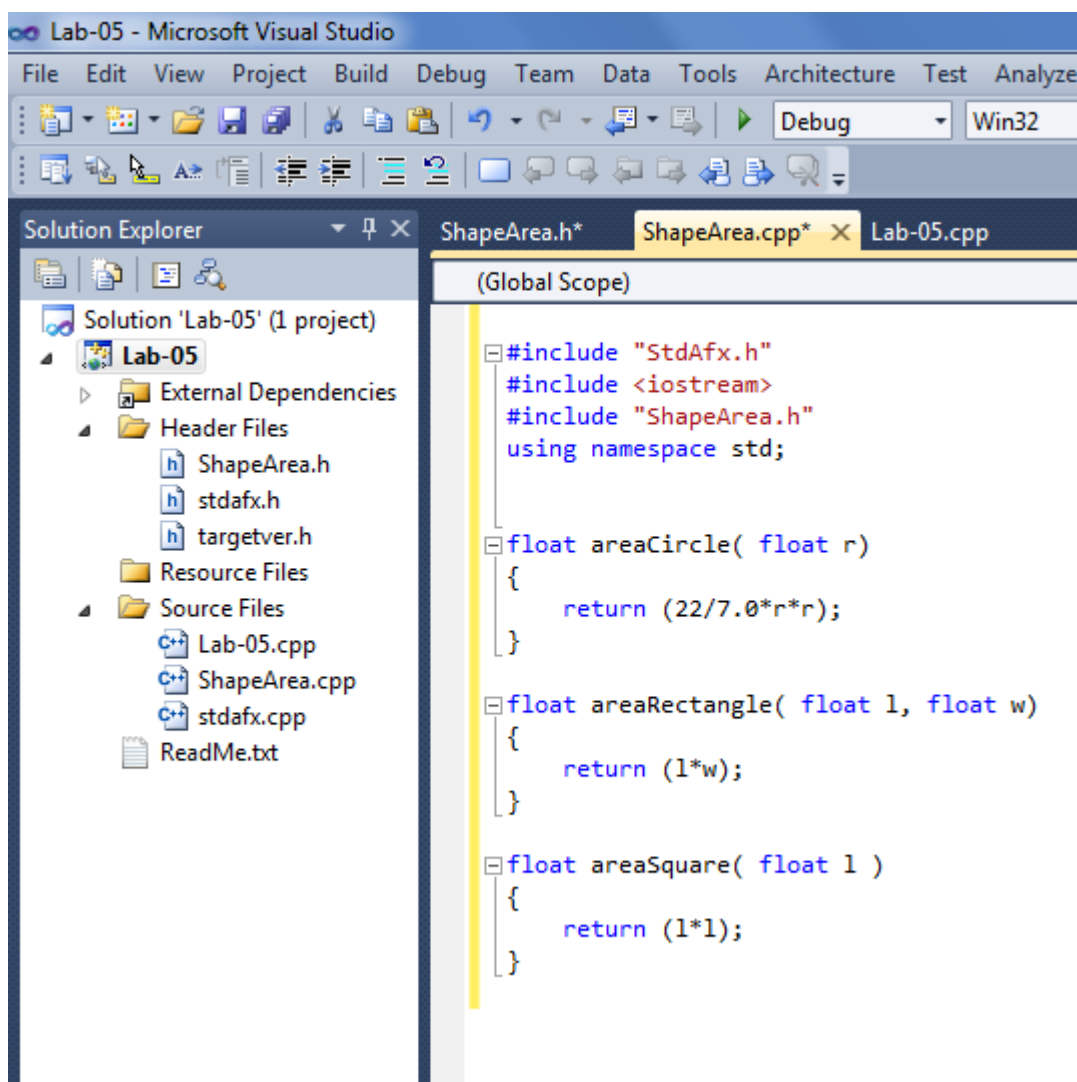 Lab-05 - Microsoft Visual Studio
File Edit View Project Build Debug Team Data Tools Architecture Test Analyze
Debug Win32
Solution Explorer
Solution 'Lab-05' (1 project)
Lab-05
External Dependencies
Header Files
ShapeArea.h
stdafx.h
targetver.h
Resource Files
Source Files
Lab-05.cpp
ShapeArea.cpp
stdafx.cpp
ReadMe.txt
ShapeArea.h* ShapeArea.cpp* Lab-05.cpp
(Global Scope)
#include "StdAfx.h"
#include <iostream>
#include "ShapeArea.h"
using namespace std;
float areaCircle( float r)
{
return (22/7.0*r*r);
}
float areaRectangle( float l, float w)
{
return (l*w);
}
float areaSquare( float l )
{
return (l*l);
}